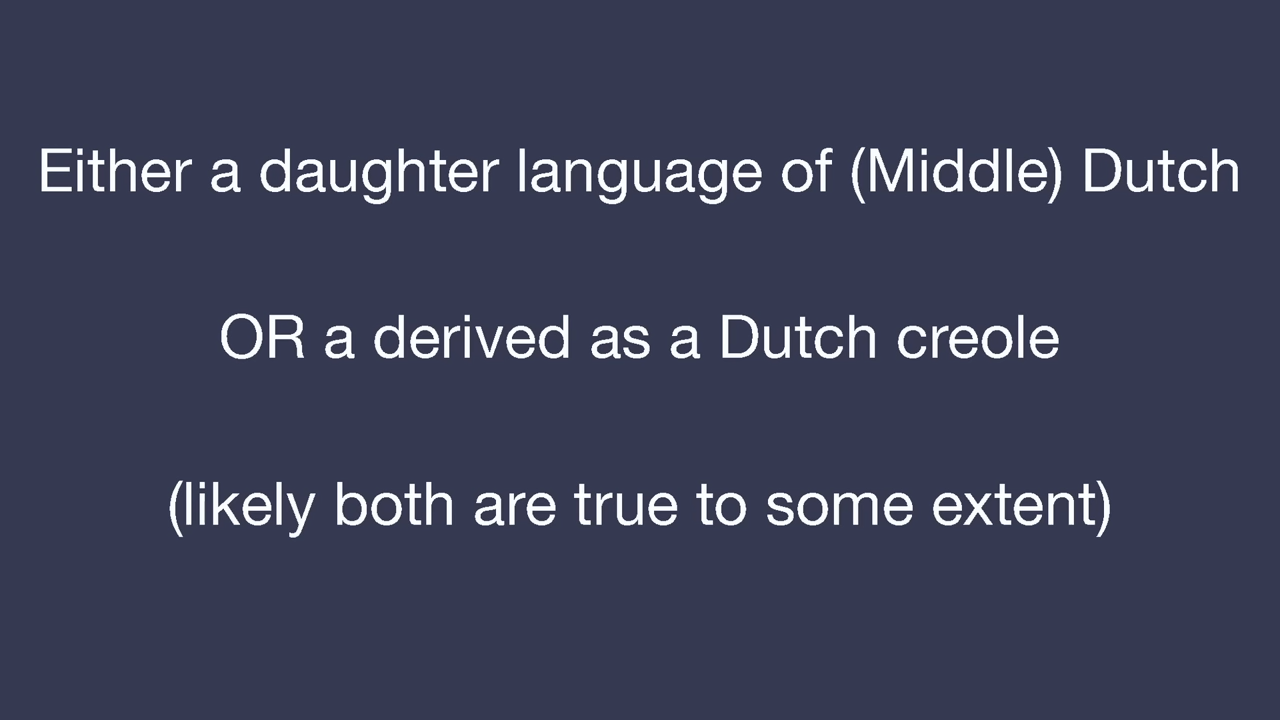 Either a daughter language of (Middle) Dutch
OR a derived as a Dutch creole
(likely both are true to some extent)